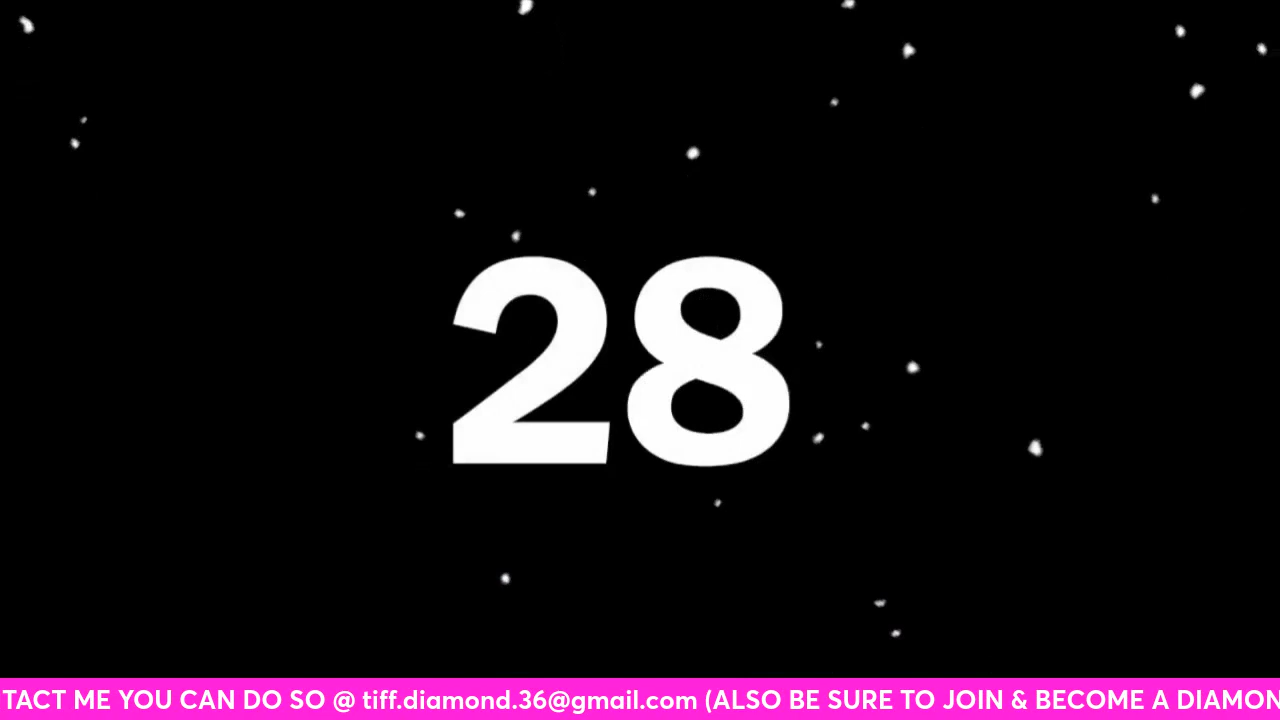 28
TACT ME YOU CAN DO SO @ tiff.diamond.36@gmail.com (ALSO BE SURE TO JOIN & BECOME A DIAMON